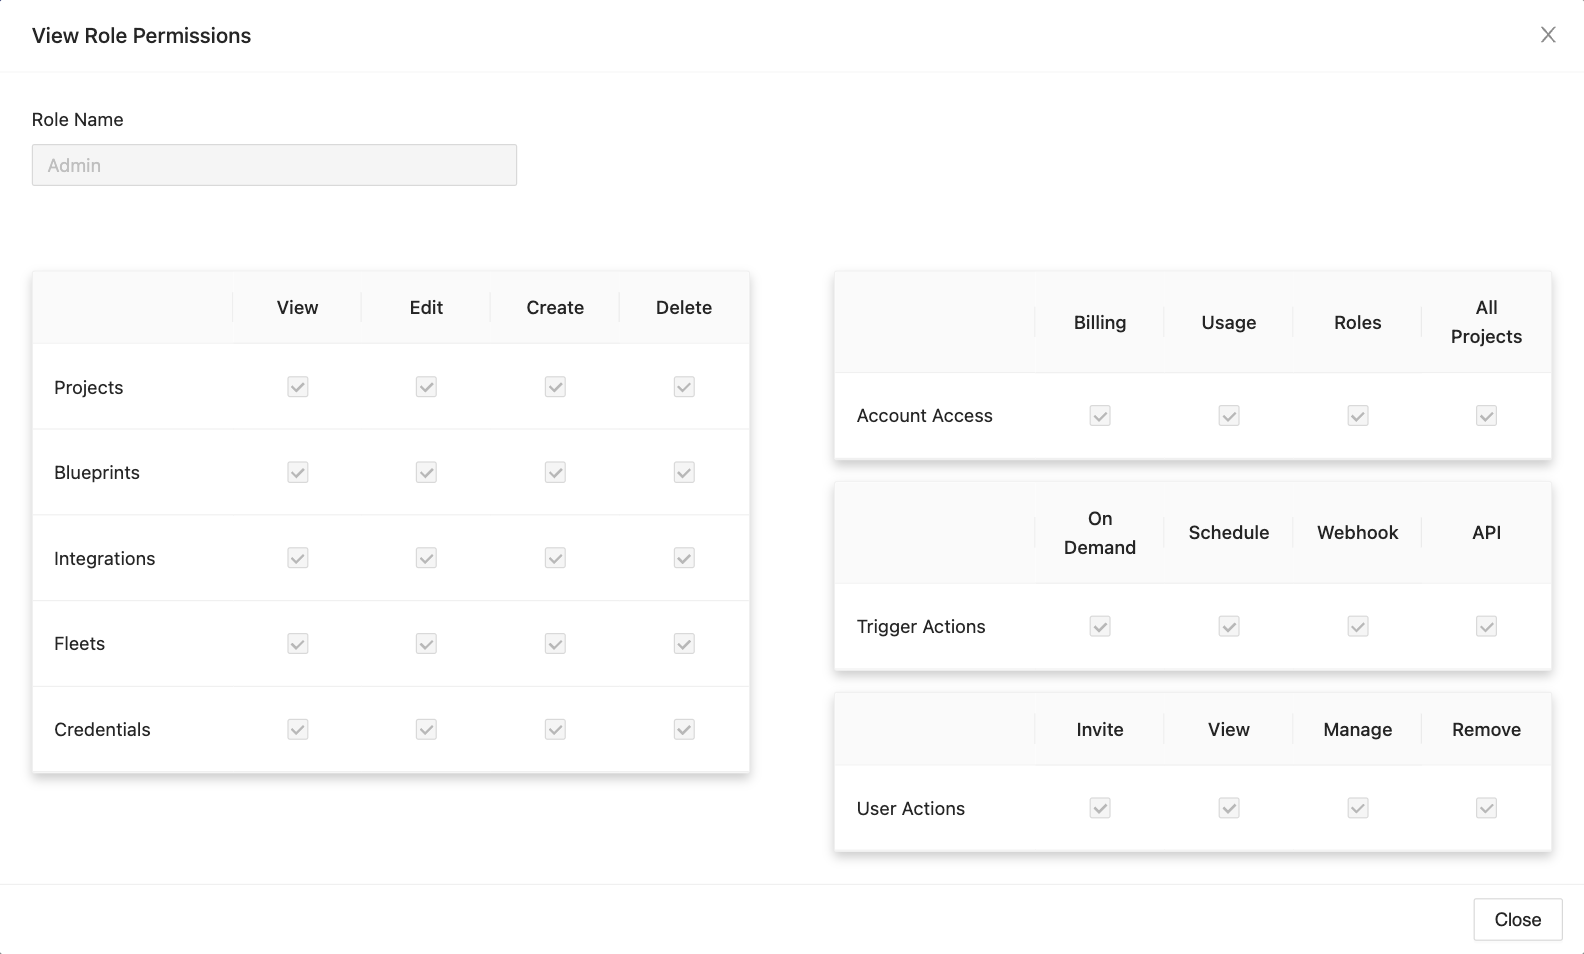 View Role Permissions
Role Name
Admin
View Edit Create Delete
Projects
Blueprints
Integrations
Fleets
Credentials
Billing Usage Roles All Projects
Account Access
On Demand Schedule Webhook API
Trigger Actions
Invite View Manage Remove
User Actions
Close